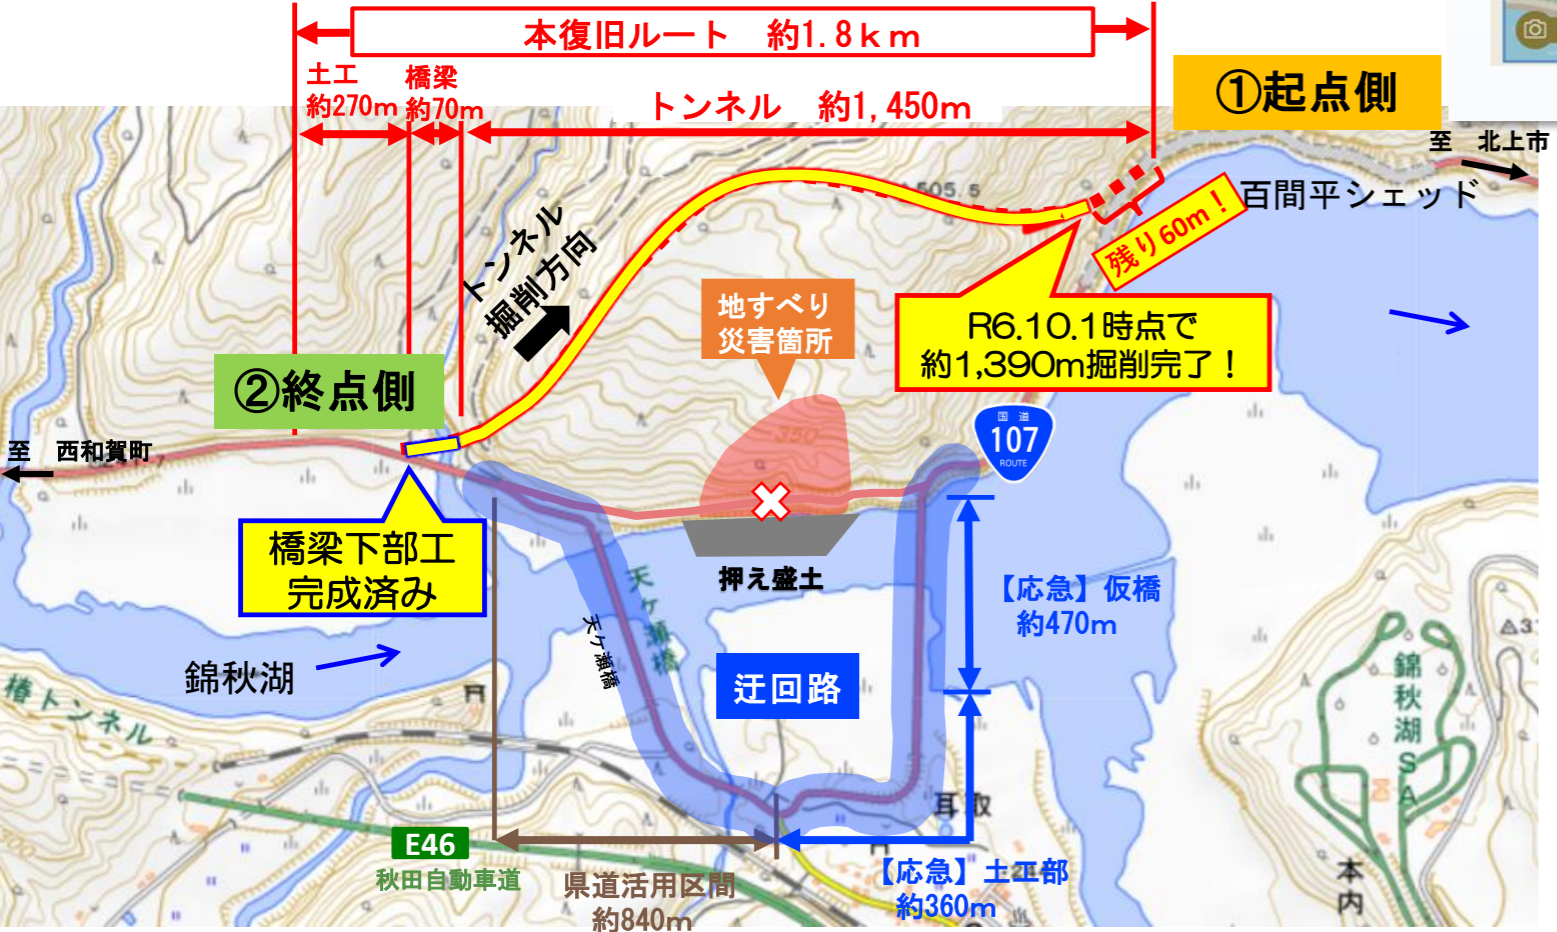 本復旧ルート　約1.8ｋｍ
土工
約270m
橋梁
約70m
トンネル　約1,450m
①起点側
至　北上市
百間平シェッド
505.5
残り60m！
トンネル
掘削方向
地すべり
災害箇所
R6.10.1時点で
約1,390m掘削完了！
②終点側
350
国道
107
ROUTE
至　西和賀町
橋梁下部工
完成済み
押え盛土
【応急】仮橋
約470m
天ケ瀬橋
天ケ瀬橋
迂回路
錦秋湖
椿トンネル
錦秋湖SA
耳取
E46
秋田自動車道
県道活用区間
約840m
【応急】土工部
約360m
本内